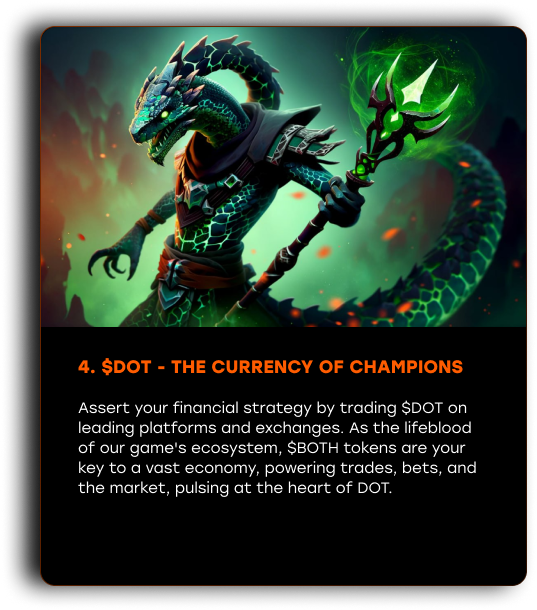 4. $DOT - THE CURRENCY OF CHAMPIONS
Assert your financial strategy by trading $DOT on
leading platforms and exchanges. As the lifeblood
of our game's ecosystem, $BOTH tokens are your
key to a vast economy, powering trades, bets, and
the market, pulsing at the heart of DOT.